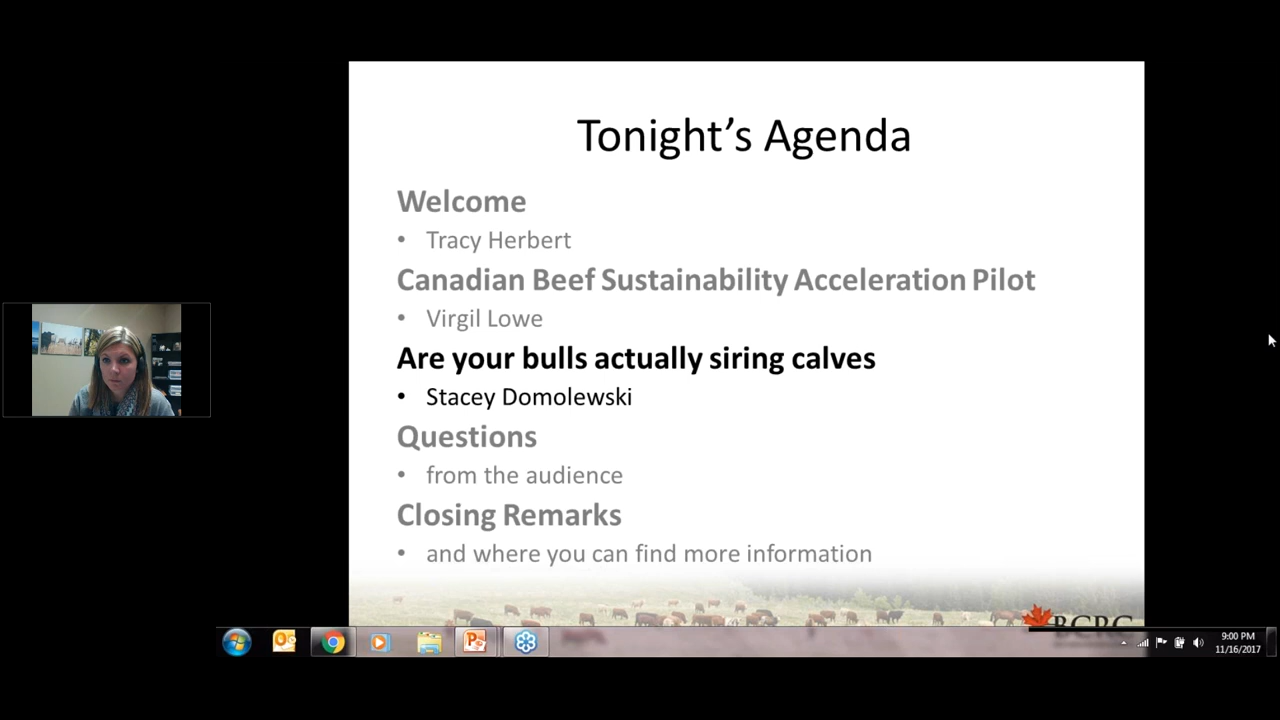 Tonight’s Agenda
Welcome
• Tracy Herbert
Canadian Beef Sustainability Acceleration Pilot
• Virgil Lowe
Are your bulls actually siring calves
• Stacey Domolewski
Questions
• from the audience
Closing Remarks
• and where you can find more information
BCRC
9:00 PM
11/16/2017